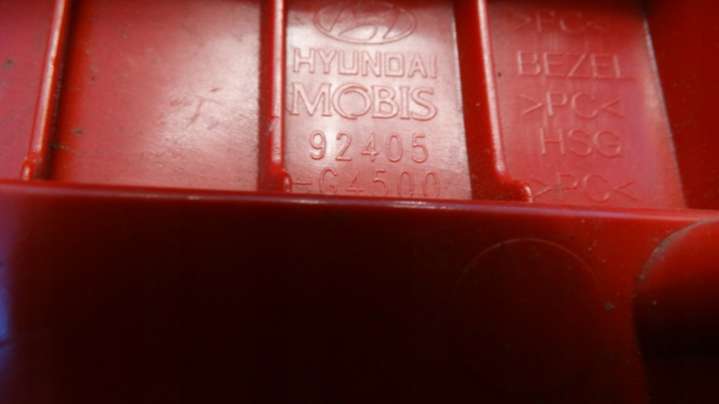 HYUNDAI
MOBIS
92405
-G4500
>PC<
BEZEL
>PC<
HSG
>PC<